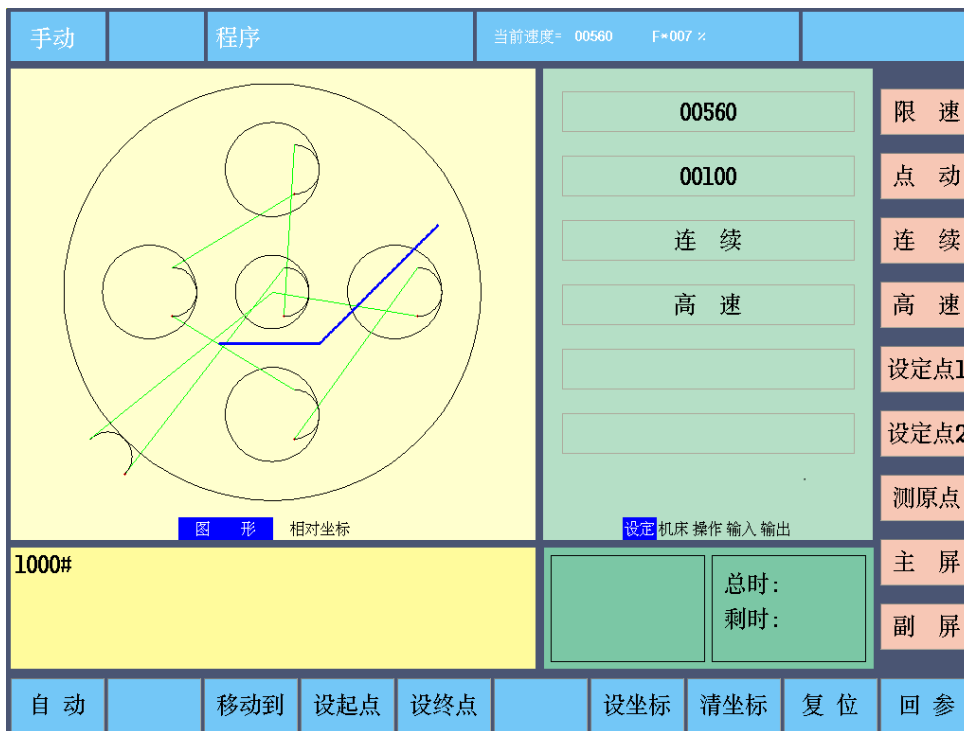 手动 程序 当前速度= 00560 F*007 %
00560
00100
连 续
高 速
图 形 相对坐标
设定 机床 操作 输入 输出
限 速
点 动
连 续
高 速
设定点1
设定点2
测原点
主 屏
副 屏
1000#
总时:
剩时:
自 动 移动到 设起点 设终点 设坐标 清坐标 复 位 回 参